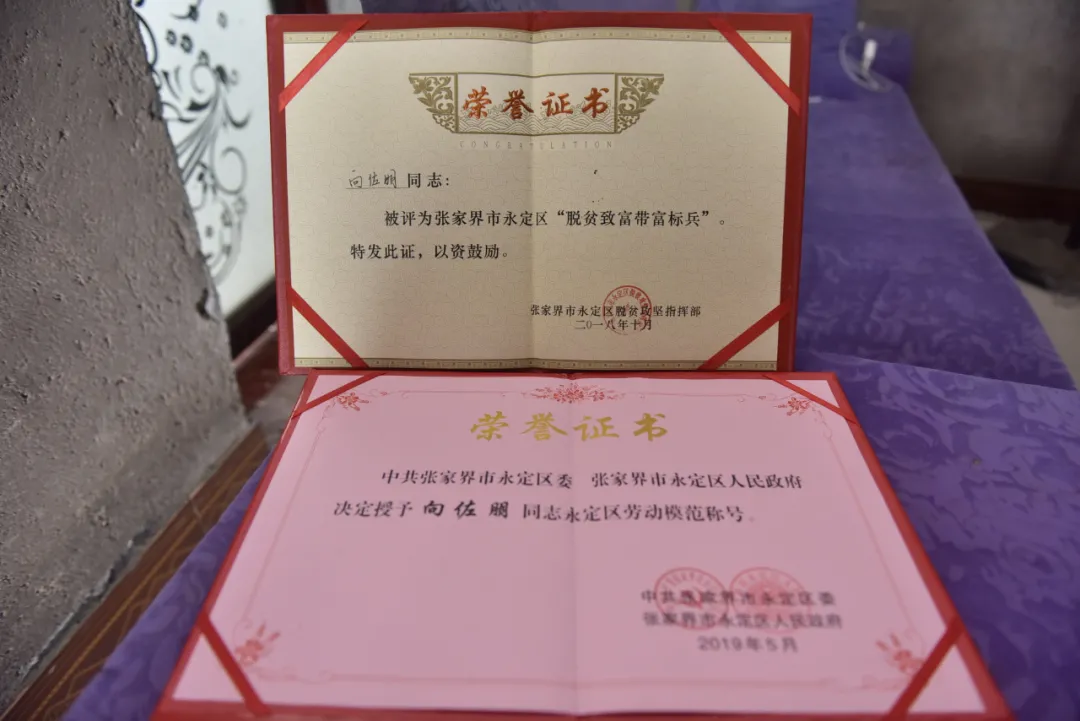 荣誉证书
CONGRATULATION
向佐明 同志：
被评为张家界市永定区“脱贫致富带富标兵”。
特发此证，以资鼓励。
张家界市永定区脱贫攻坚指挥部
二〇一八年十月
荣誉证书
中共张家界市永定区委 张家界市永定区人民政府
决定授予 向佐明 同志永定区劳动模范称号。
中共张家界市永定区委
张家界市永定区人民政府
2019年5月